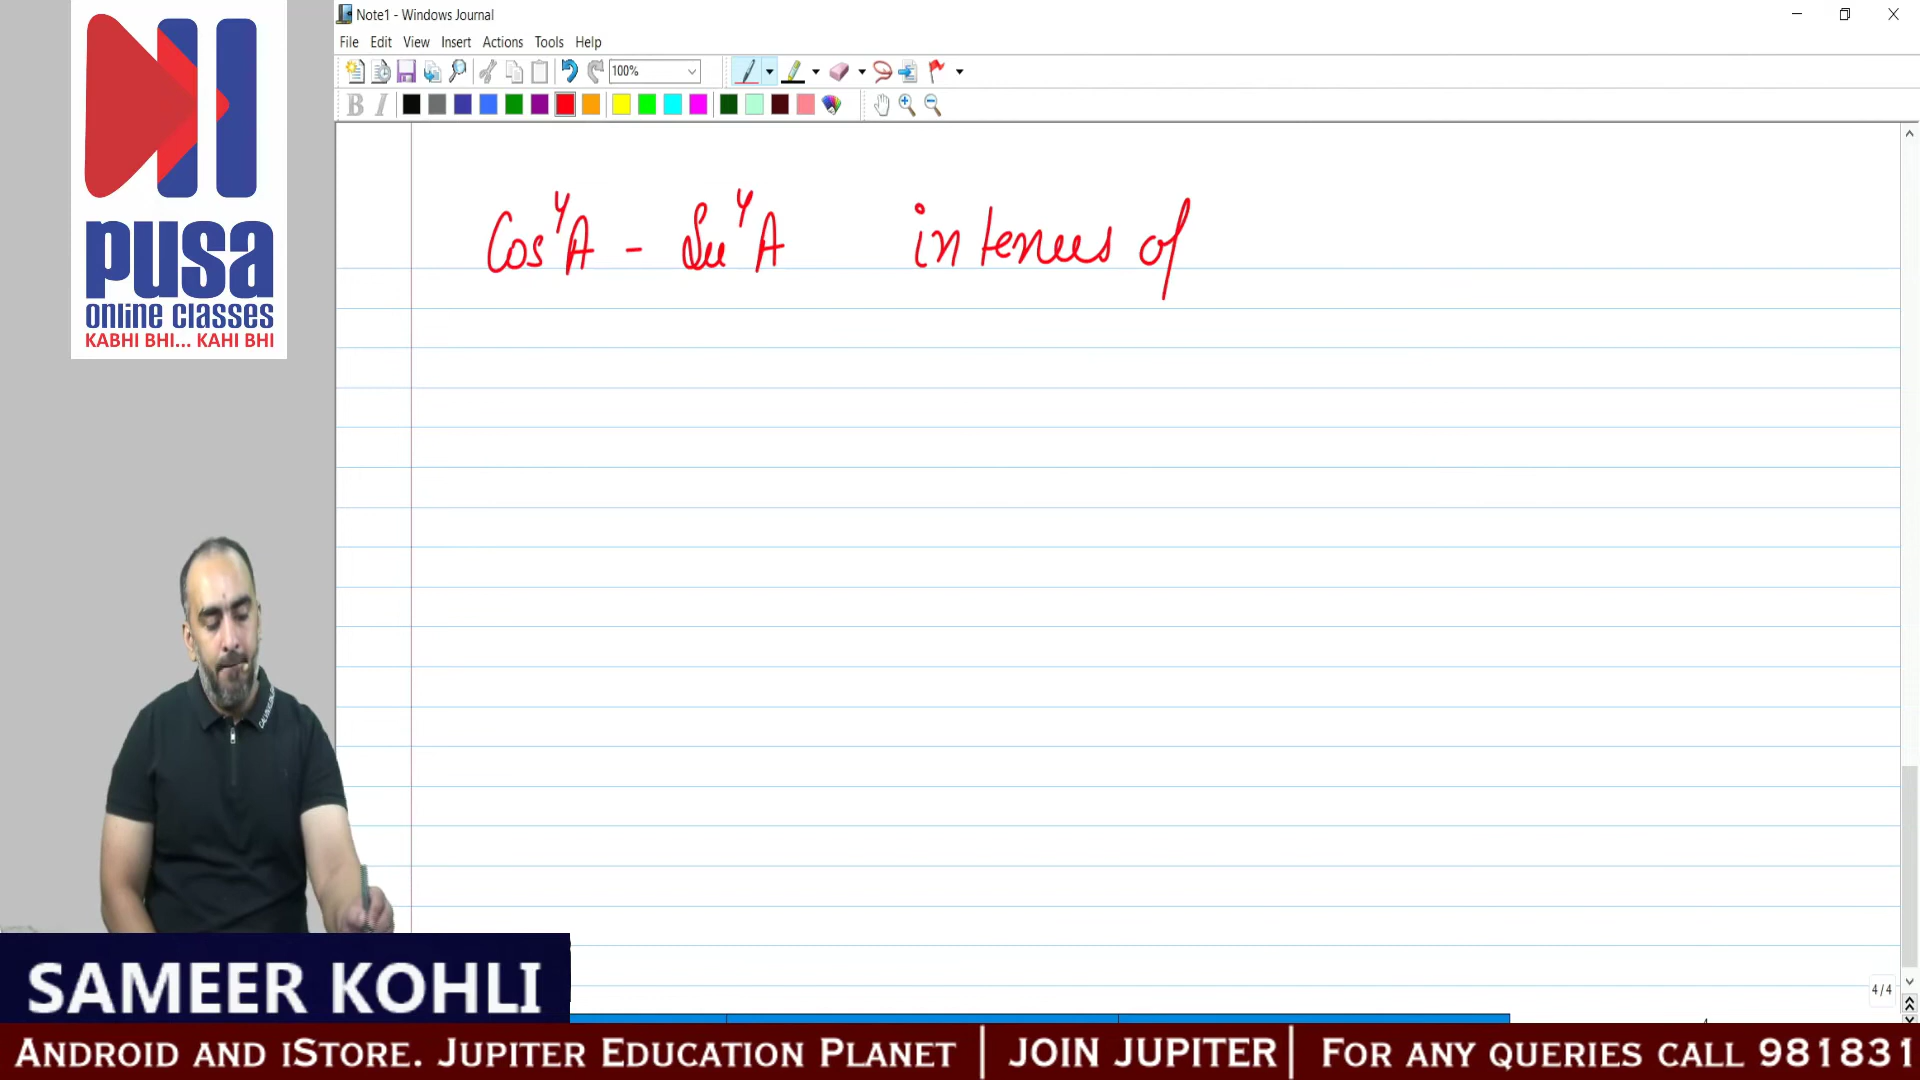 Note1 - Windows Journal
File Edit View Insert Actions Tools Help
100%
B I
PUSA
ONLINE CLASSES
KABHI BHI... KAHI BHI
Cos⁴A - Sin⁴A in terms of
CALVIN KLEIN
4 / 4
SAMEER KOHLI
ANDROID AND iSTORE. JUPITER EDUCATION PLANET | JOIN JUPITER| FOR ANY QUERIES CALL 981831